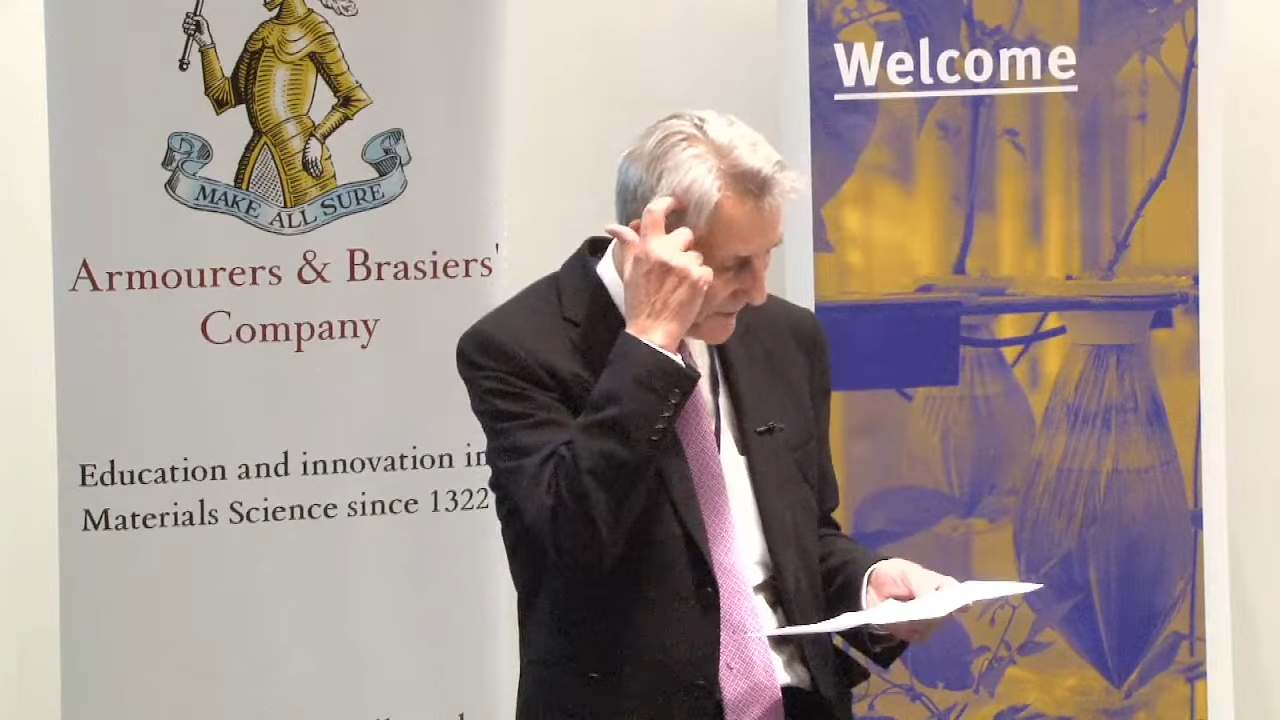 MAKE ALL SURE
Armourers & Brasiers'
Company
Education and innovation in
Materials Science since 1322
Welcome